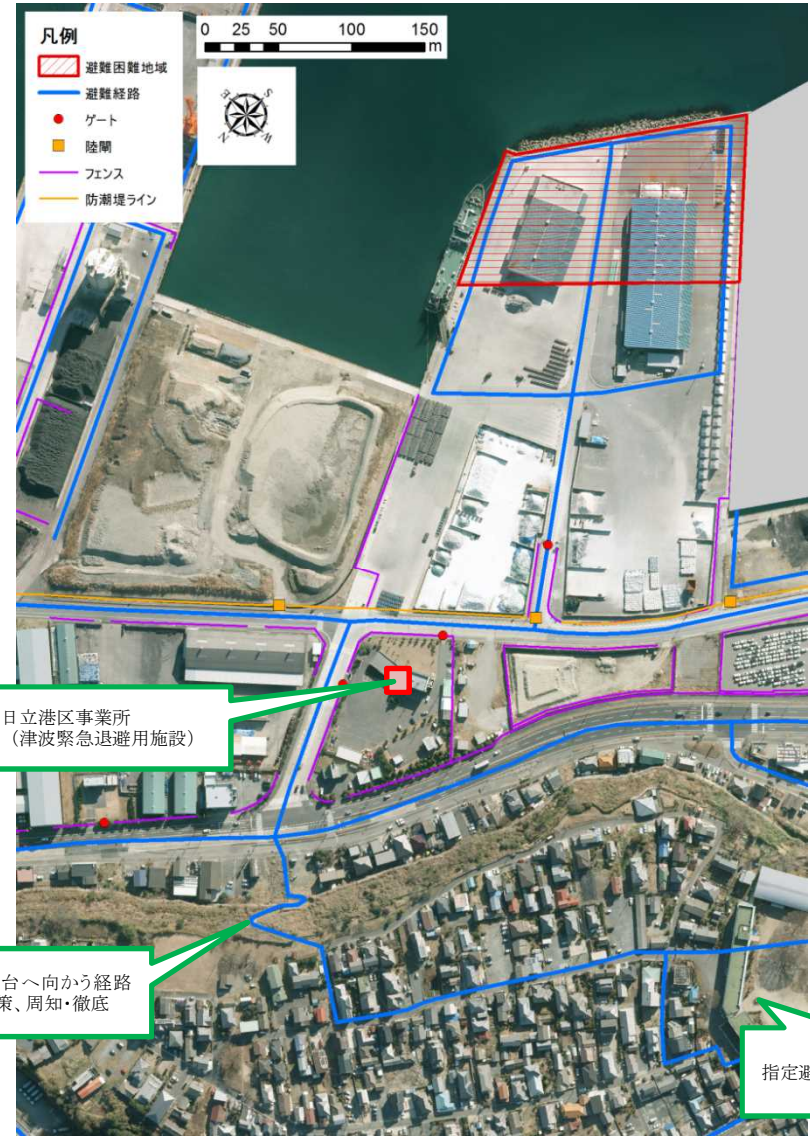 凡例
避難困難地域
避難経路
ゲート
陸閘
フェンス
防潮堤ライン
0 25 50 100 150
m
S
E
W
N
日立港区事業所
(津波緊急退避用施設)
台へ向かう経路
策、周知・徹底
指定避